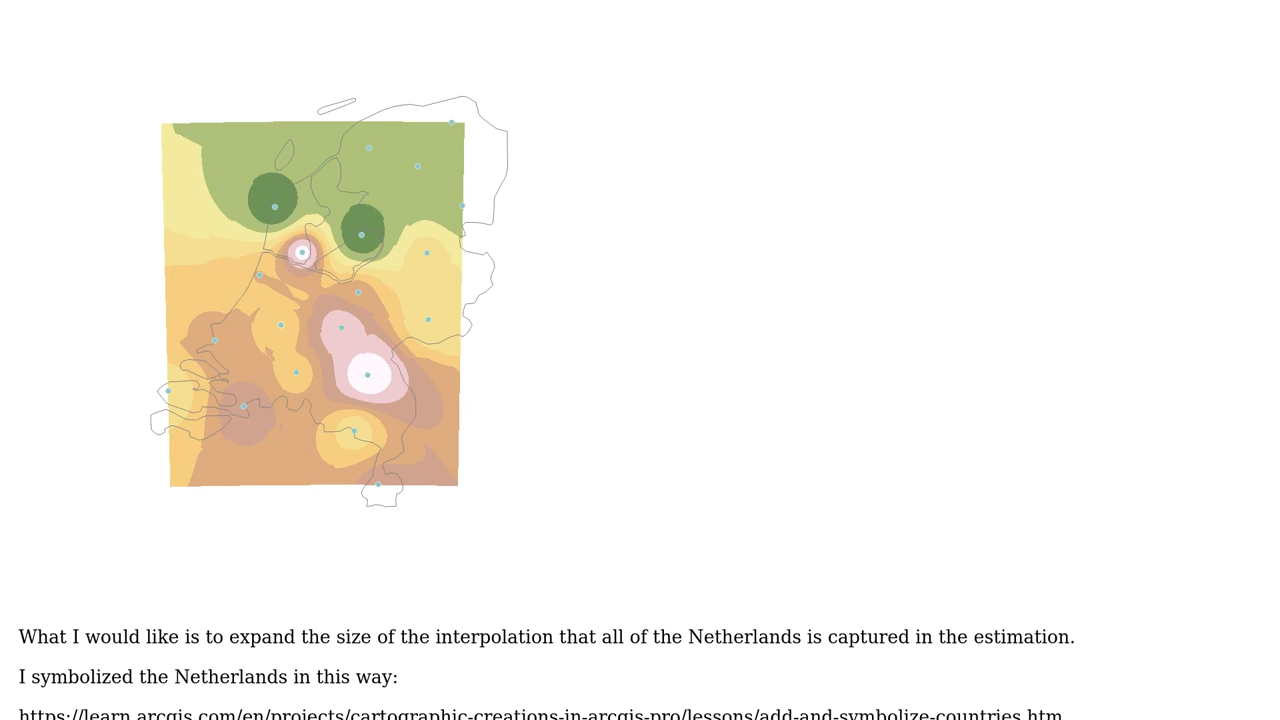 What I would like is to expand the size of the interpolation that all of the Netherlands is captured in the estimation.
I symbolized the Netherlands in this way:
https://learn.arcgis.com/en/projects/cartographic-creations-in-arcgis-pro/lessons/add-and-symbolize-countries.htm